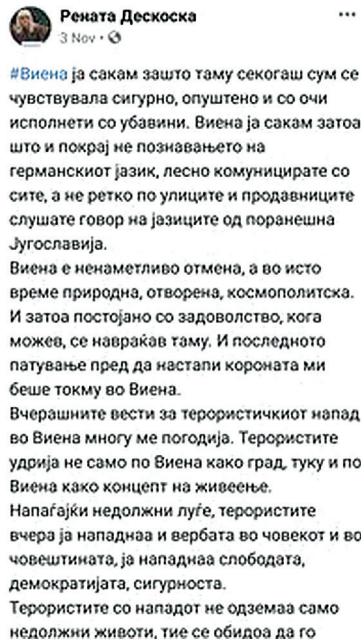 Рената Дескоска
3 Nov
#Виена ја сакам зашто таму секогаш сум се
чувствувала сигурно, опуштено и со очи
исполнети со убавини. Виена ја сакам затоа
што и покрај не познавањето на
германскиот јазик, лесно комуницирате со
сите, а не ретко по улиците и продавниците
слушате говор на јазиците од поранешна
Југославија.
Виена е ненаметливо отмена, а во исто
време природна, отворена, космополитска.
И затоа постојано со задоволство, кога
можев, се навраќав таму. И последното
патување пред да настапи короната ми
беше токму во Виена.
Вчерашните вести за терористичкиот напад
во Виена многу ме погодија. Терористите
удрија не само по Виена како град, туку и по
Виена како концепт на живеење.
Напаѓајќи недолжни луѓе, терористите
вчера ја нападнаа и вербата во човекот и во
човештината, ја нападнаа слободата,
демократијата, сигурноста.
Терористите со нападот не одземаа само
недолжни животи, тие се обидоа да го